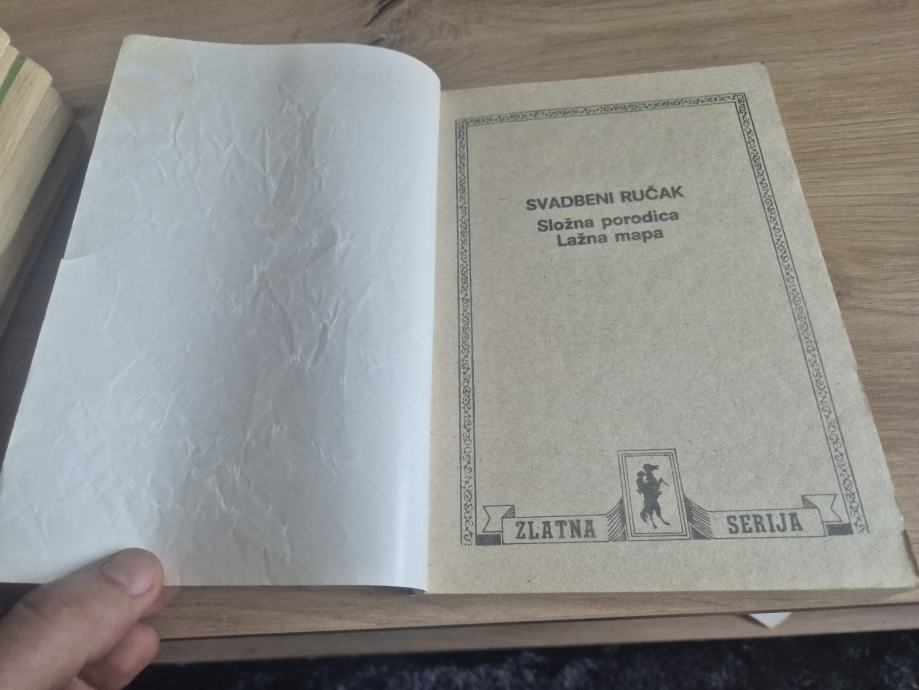 SVADBENI RUČAK
Složna porodica
Lažna mapa
ZLATNA SERIJA